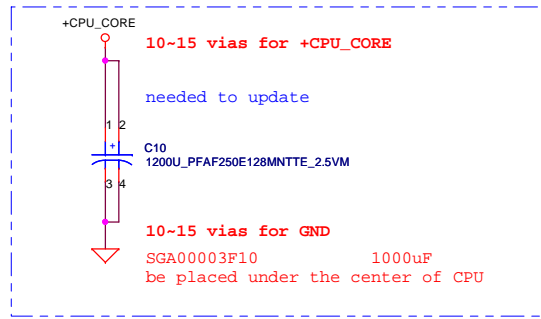 +CPU_CORE
10~15 vias for +CPU_CORE
needed to update
1 2
+
C10
1200U_PFAF250E128MNTTE_2.5VM
3 4
10~15 vias for GND
SGA00003F10 1000uF
be placed under the center of CPU